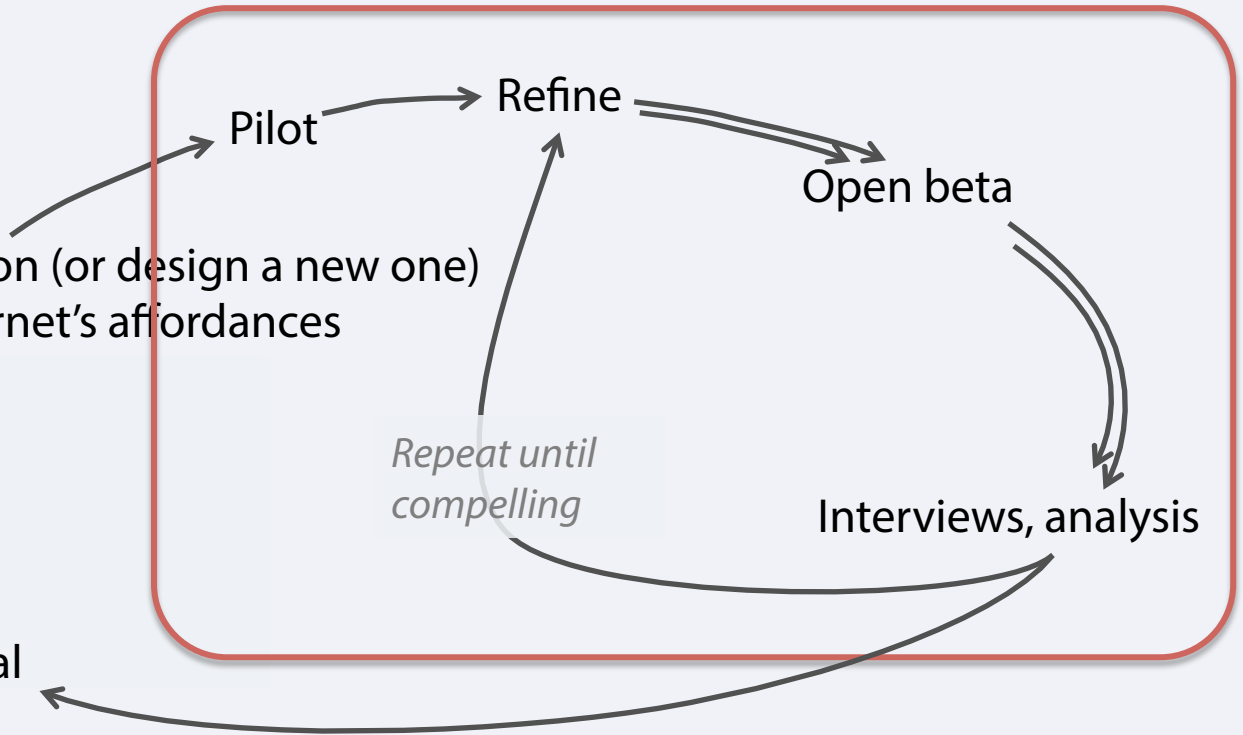 Refine
Pilot
Open beta
on (or design a new one)
rnet’s affordances
Repeat until
compelling
Interviews, analysis
al